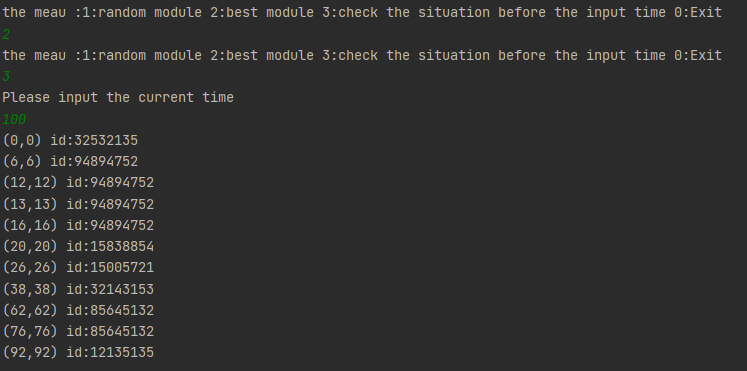 the meau :1:random module 2:best module 3:check the situation before the input time 0:Exit
2
the meau :1:random module 2:best module 3:check the situation before the input time 0:Exit
3
Please input the current time
100
(0,0) id:32532135
(6,6) id:94894752
(12,12) id:94894752
(13,13) id:94894752
(16,16) id:94894752
(20,20) id:15838854
(26,26) id:15005721
(38,38) id:32143153
(62,62) id:85645132
(76,76) id:85645132
(92,92) id:12135135